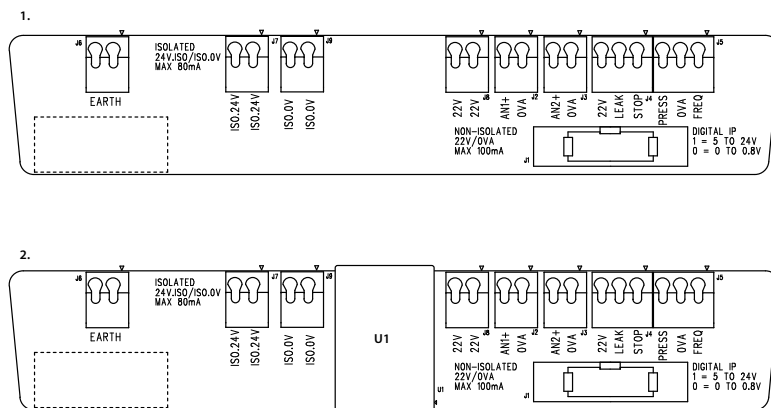 1.
J6
EARTH
ISOLATED
24V.ISO/ISO.0V
MAX 80mA
J7
ISO.24V
ISO.24V
J9
ISO.0V
ISO.0V
J8
22V
22V
J2
AN1+
0VA
J3
AN2+
0VA
J4
22V
LEAK
STOP
J5
PRESS
0VA
FREQ
NON-ISOLATED
22V/0VA
MAX 100mA
J1
DIGITAL IP
1 = 5 TO 24V
0 = 0 TO 0.8V
2.
J6
EARTH
ISOLATED
24V.ISO/ISO.0V
MAX 80mA
J7
ISO.24V
ISO.24V
J9
ISO.0V
ISO.0V
U1
U1
J8
22V
22V
J2
AN1+
0VA
J3
AN2+
0VA
J4
22V
LEAK
STOP
J5
PRESS
0VA
FREQ
NON-ISOLATED
22V/0VA
MAX 100mA
J1
DIGITAL IP
1 = 5 TO 24V
0 = 0 TO 0.8V